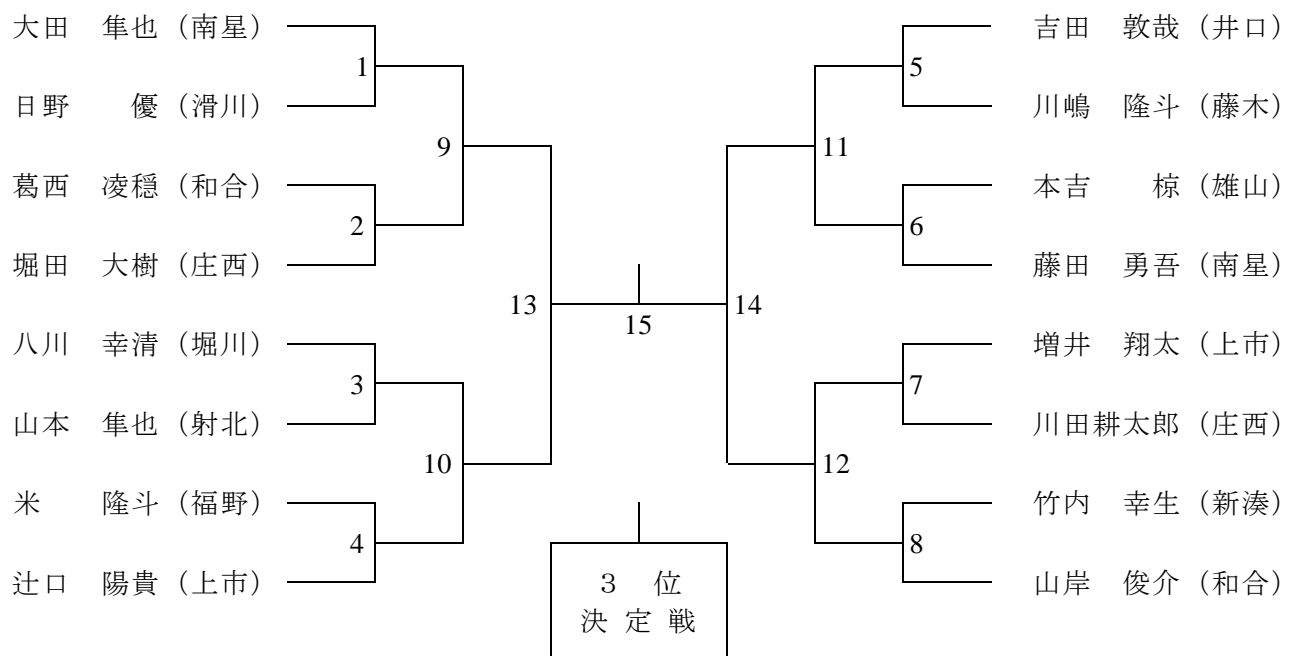 大田　隼也（南星）
1
日野　　優（滑川）
9
葛西　凌穏（和合）
2
堀田　大樹（庄西）
13
八川　幸清（堀川）
3
山本　隼也（射北）
10
米　　隆斗（福野）
4
辻口　陽貴（上市）
15
３　位
決 定 戦
吉田　敦哉（井口）
5
川嶋　隆斗（藤木）
11
本吉　　椋（雄山）
6
藤田　勇吾（南星）
14
増井　翔太（上市）
7
川田耕太郎（庄西）
12
竹内　幸生（新湊）
8
山岸　俊介（和合）